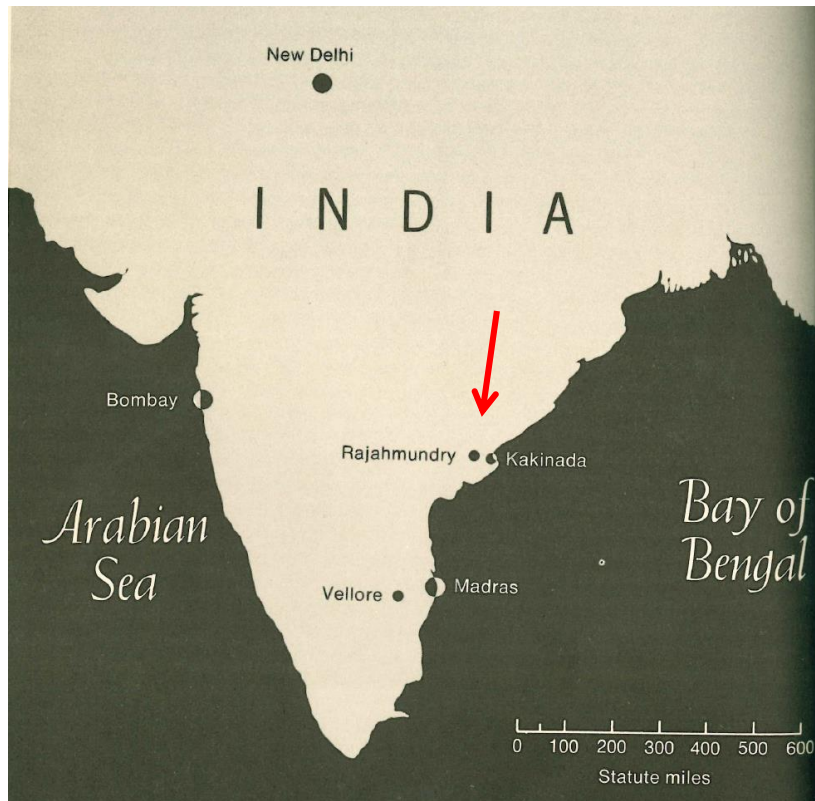 New Delhi
INDIA
Bombay
Rajahmundry
Kakinada
Arabian
Sea
Bay of
Bengal
Vellore
Madras
0 100 200 300 400 500 600
Statute miles